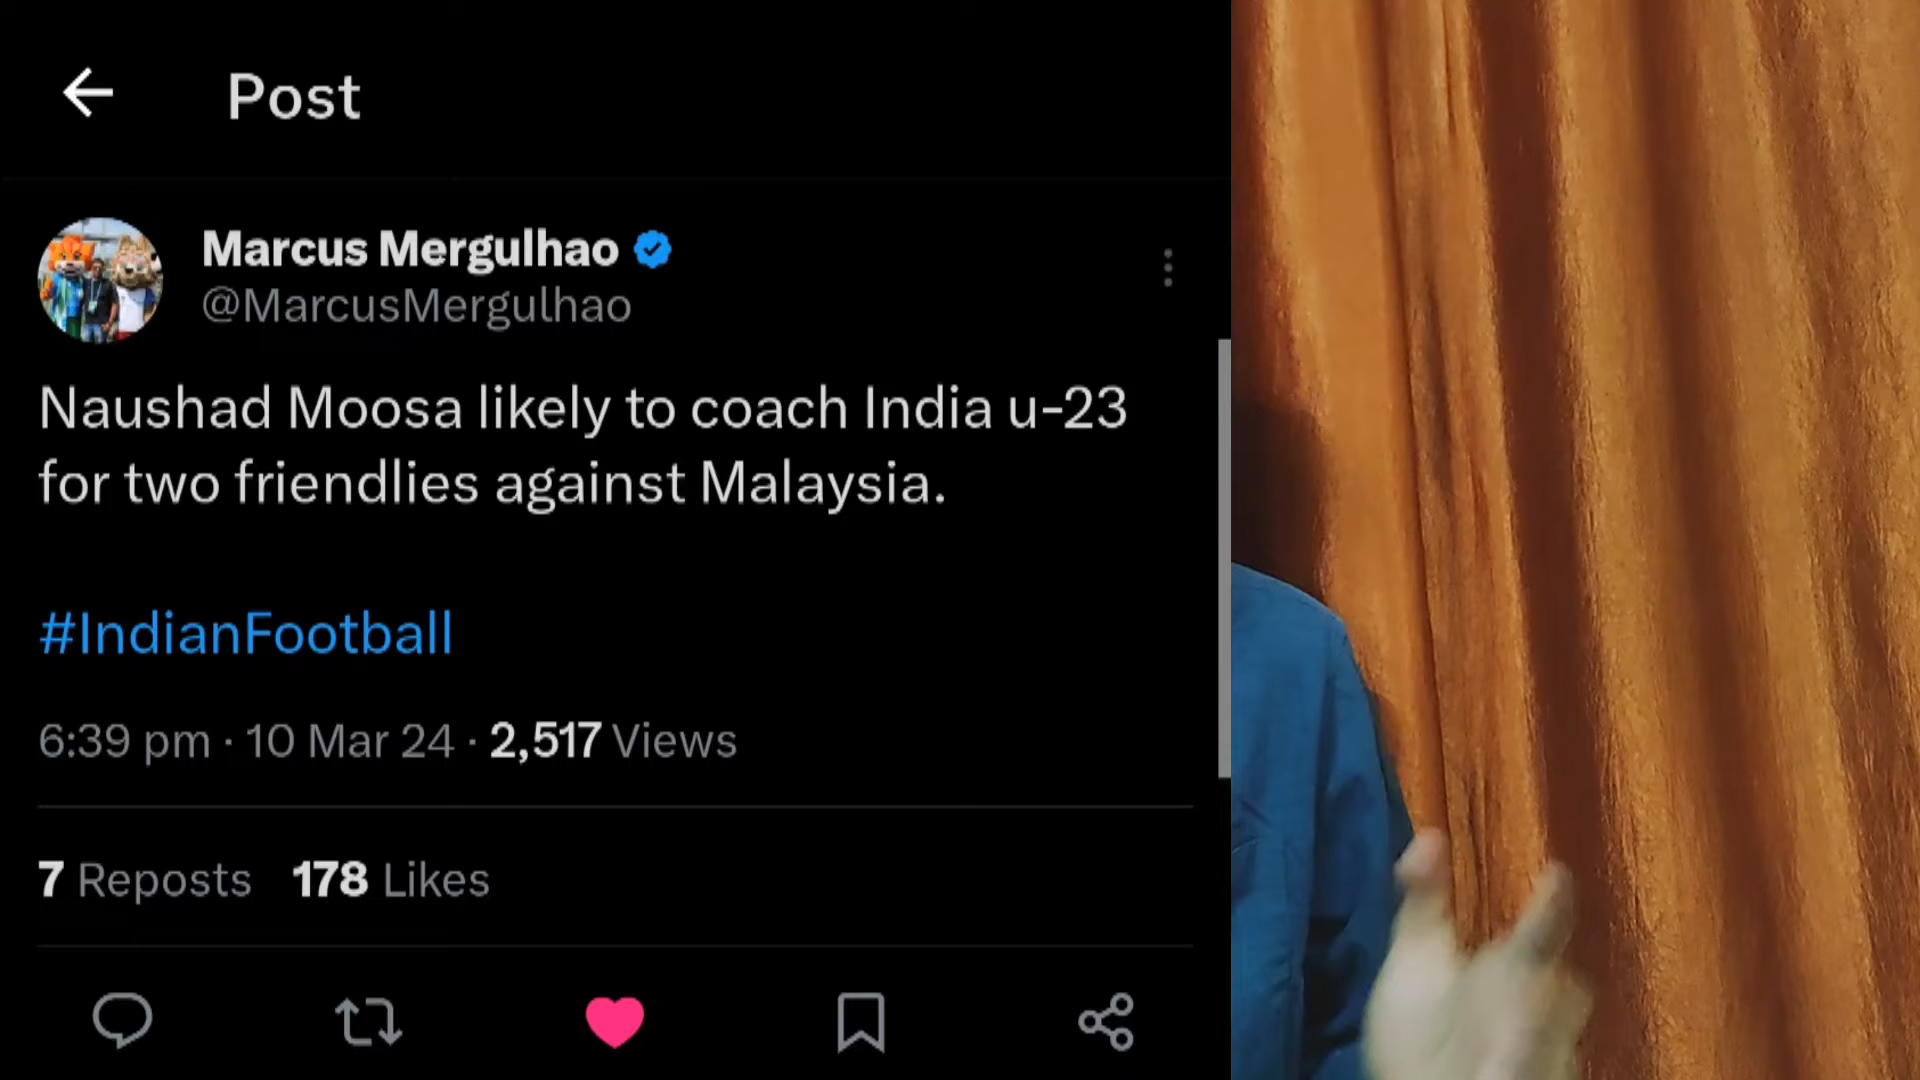 Post
Marcus Mergulhao
@MarcusMergulhao
Naushad Moosa likely to coach India u-23
for two friendlies against Malaysia.
#IndianFootball
6:39 pm · 10 Mar 24 · 2,517 Views
7 Reposts 178 Likes